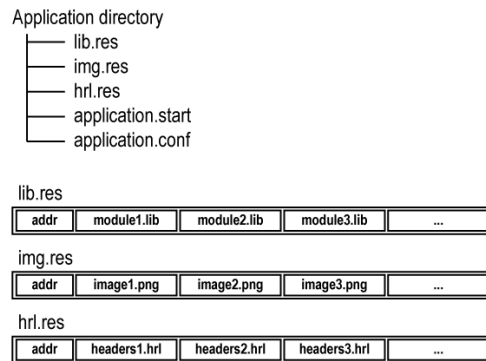 Application directory
lib.res
img.res
hrl.res
application.start
application.conf
lib.res
addr module1.lib module2.lib module3.lib ...
img.res
addr image1.png image2.png image3.png ...
hrl.res
addr headers1.hrl headers2.hrl headers3.hrl ...